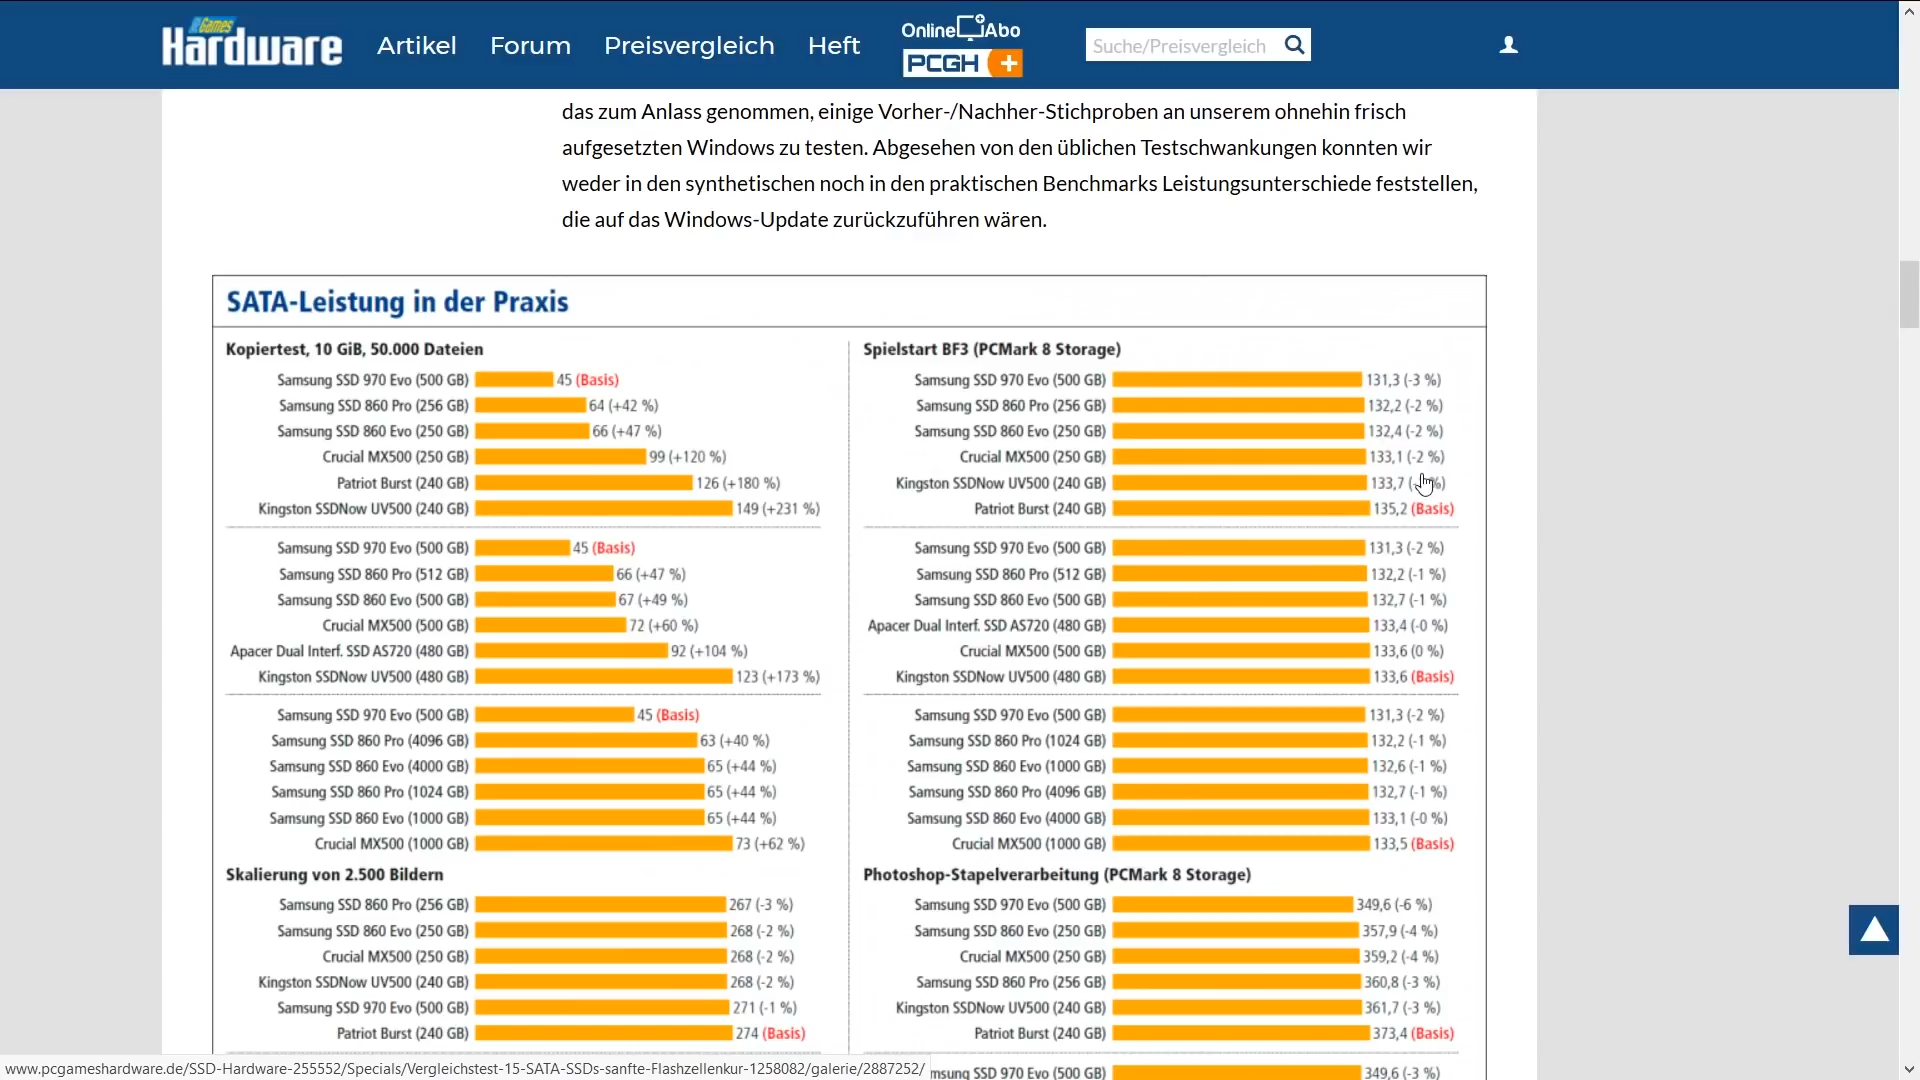 PC Games
Hardware
Artikel
Forum
Preisvergleich
Heft
Online Abo
PCGH +
Suche/Preisvergleich
das zum Anlass genommen, einige Vorher-/Nachher-Stichproben an unserem ohnehin frisch
aufgesetzten Windows zu testen. Abgesehen von den üblichen Testschwankungen konnten wir
weder in den synthetischen noch in den praktischen Benchmarks Leistungsunterschiede feststellen,
die auf das Windows-Update zurückzuführen wären.
SATA-Leistung in der Praxis
Kopiertest, 10 GiB, 50.000 Dateien
Samsung SSD 970 Evo (500 GB) 45 (Basis)
Samsung SSD 860 Pro (256 GB) 64 (+42 %)
Samsung SSD 860 Evo (250 GB) 66 (+47 %)
Crucial MX500 (250 GB) 99 (+120 %)
Patriot Burst (240 GB) 126 (+180 %)
Kingston SSDNow UV500 (240 GB) 149 (+231 %)
Samsung SSD 970 Evo (500 GB) 45 (Basis)
Samsung SSD 860 Pro (512 GB) 66 (+47 %)
Samsung SSD 860 Evo (500 GB) 67 (+49 %)
Crucial MX500 (500 GB) 72 (+60 %)
Apacer Dual Interf. SSD AS720 (480 GB) 92 (+104 %)
Kingston SSDNow UV500 (480 GB) 123 (+173 %)
Samsung SSD 970 Evo (500 GB) 45 (Basis)
Samsung SSD 860 Pro (4096 GB) 63 (+40 %)
Samsung SSD 860 Evo (4000 GB) 65 (+44 %)
Samsung SSD 860 Pro (1024 GB) 65 (+44 %)
Samsung SSD 860 Evo (1000 GB) 65 (+44 %)
Crucial MX500 (1000 GB) 73 (+62 %)
Skalierung von 2.500 Bildern
Samsung SSD 860 Pro (256 GB) 267 (-3 %)
Samsung SSD 860 Evo (250 GB) 268 (-2 %)
Crucial MX500 (250 GB) 268 (-2 %)
Kingston SSDNow UV500 (240 GB) 268 (-2 %)
Samsung SSD 970 Evo (500 GB) 271 (-1 %)
Patriot Burst (240 GB) 274 (Basis)
Spielstart BF3 (PCMark 8 Storage)
Samsung SSD 970 Evo (500 GB) 131,3 (-3 %)
Samsung SSD 860 Pro (256 GB) 132,2 (-2 %)
Samsung SSD 860 Evo (250 GB) 132,4 (-2 %)
Crucial MX500 (250 GB) 133,1 (-2 %)
Kingston SSDNow UV500 (240 GB) 133,7
Patriot Burst (240 GB) 135,2 (Basis)
Samsung SSD 970 Evo (500 GB) 131,3 (-2 %)
Samsung SSD 860 Pro (512 GB) 132,2 (-1 %)
Samsung SSD 860 Evo (500 GB) 132,7 (-1 %)
Apacer Dual Interf. SSD AS720 (480 GB) 133,4 (-0 %)
Crucial MX500 (500 GB) 133,6 (0 %)
Kingston SSDNow UV500 (480 GB) 133,6 (Basis)
Samsung SSD 970 Evo (500 GB) 131,3 (-2 %)
Samsung SSD 860 Pro (1024 GB) 132,2 (-1 %)
Samsung SSD 860 Evo (1000 GB) 132,6 (-1 %)
Samsung SSD 860 Pro (4096 GB) 132,7 (-1 %)
Samsung SSD 860 Evo (4000 GB) 133,1 (-0 %)
Crucial MX500 (1000 GB) 133,5 (Basis)
Photoshop-Stapelverarbeitung (PCMark 8 Storage)
Samsung SSD 970 Evo (500 GB) 349,6 (-6 %)
Samsung SSD 860 Evo (250 GB) 357,9 (-4 %)
Crucial MX500 (250 GB) 359,2 (-4 %)
Samsung SSD 860 Pro (256 GB) 360,8 (-3 %)
Kingston SSDNow UV500 (240 GB) 361,7 (-3 %)
Patriot Burst (240 GB) 373,4 (Basis)
msung SSD 970 Evo (500 GB) 349,6 (-3 %)
www.pcgameshardware.de/SSD-Hardware-255552/Specials/Vergleichstest-15-SATA-SSDs-sanfte-Flashzellenkur-1258082/galerie/2887252/